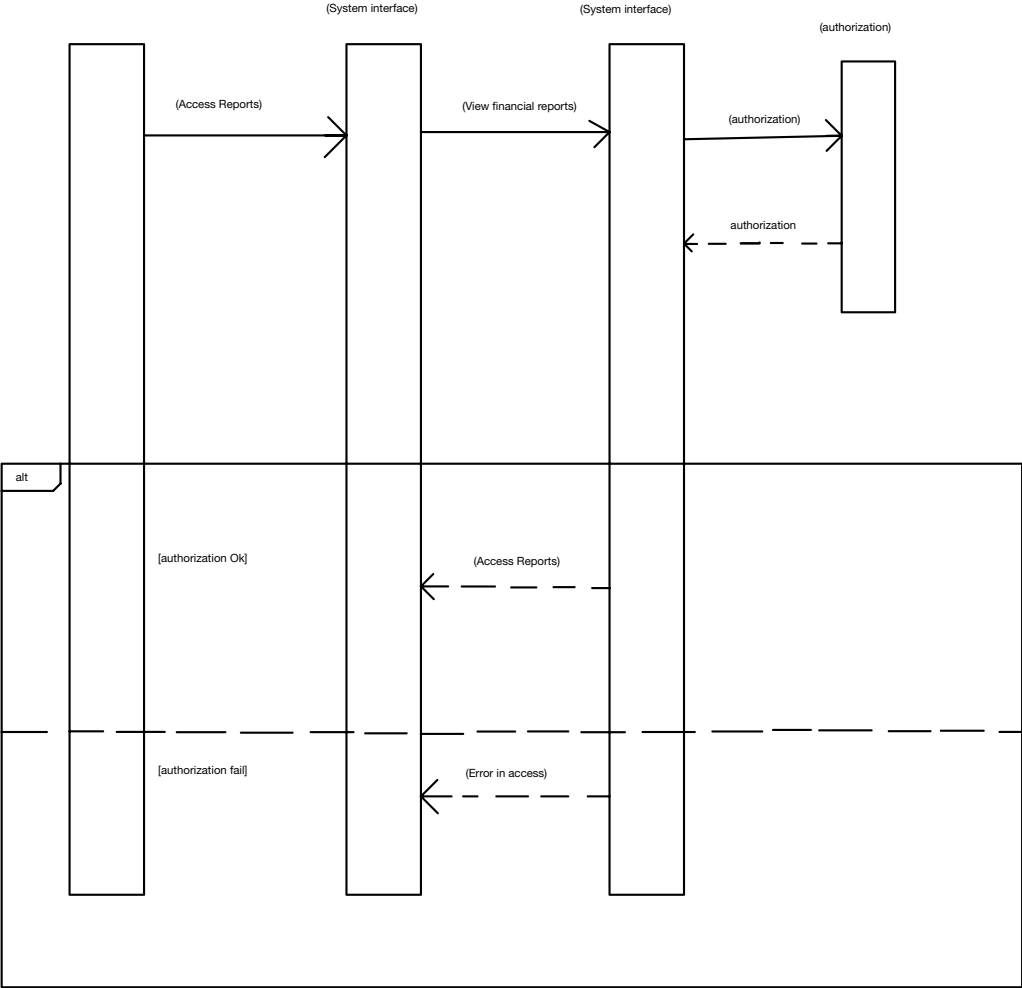 (System interface)
(System interface)
(authorization)
(Access Reports)
(View financial reports)
(authorization)
authorization
alt
[authorization Ok]
(Access Reports)
[authorization fail]
(Error in access)